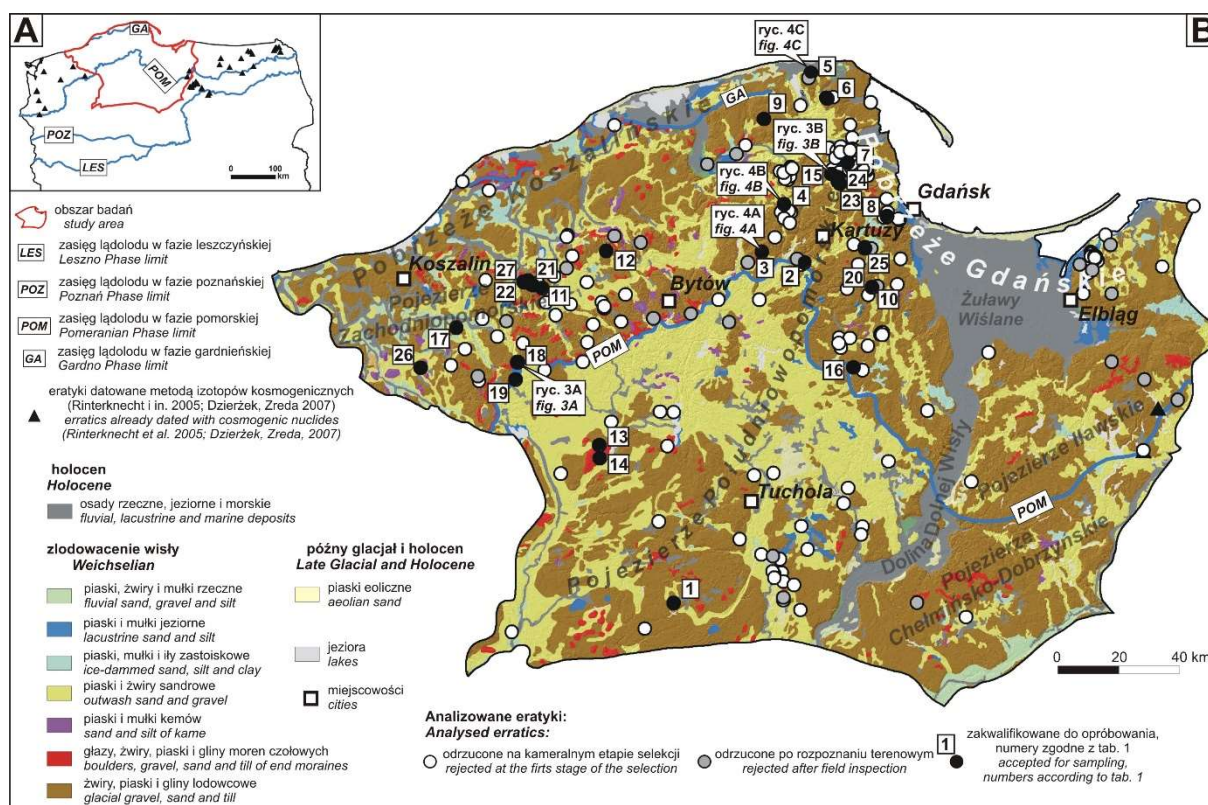 A
GA
POM
POZ
LES
0 100
km
obszar badań
study area
LES
zasięg lądolodu w fazie leszczyńskiej
Leszno Phase limit
POZ
zasięg lądolodu w fazie poznańskiej
Poznań Phase limit
POM
zasięg lądolodu w fazie pomorskiej
Pomeranian Phase limit
GA
zasięg lądolodu w fazie gardnieńskiej
Gardno Phase limit
eratyki datowane metodą izotopów kosmogenicznych
(Rinterknecht i in. 2005; Dzierżek, Zreda 2007)
erratics already dated with cosmogenic nuclides
(Rinterknecht et al. 2005; Dzierżek, Zreda, 2007)
holocen
Holocene
osady rzeczne, jeziorne i morskie
fluvial, lacustrine and marine deposits
zlodowacenie wisły
Weichselian
piaski, żwiry i mułki rzeczne
fluvial sand, gravel and silt
piaski i mułki jeziorne
lacustrine sand and silt
piaski, mułki i iły zastoiskowe
ice-dammed sand, silt and clay
piaski i żwiry sandrowe
outwash sand and gravel
piaski i mułki kemów
sand and silt of kame
głazy, żwiry, piaski i gliny moren czołowych
boulders, gravel, sand and till of end moraines
żwiry, piaski i gliny lodowcowe
glacial gravel, sand and till
późny glacjał i holocen
Late Glacial and Holocene
piaski eoliczne
aeolian sand
jeziora
lakes
miejscowości
cities
B
ryc. 4C
fig. 4C
5
6
GA
9
ryc. 3B
fig. 3B
7
15
24
23
ryc. 4B
fig. 4B
4
8
Gdańsk
ryc. 4A
fig. 4A
Kartuzy
3
2
20
25
10
Pobrzeże Koszalińskie
Pobrzeże Gdańskie
Koszalin
27
21
12
22
11
Bytów
Pojezierze
Zachodniopomorskie
17
26
18
19
ryc. 3A
fig. 3A
POM
16
Żuławy
Wiślane
Elbląg
13
14
Tuchola
Pojezierze Południowopomorskie
1
Dolina Dolnej Wisły
Pojezierze Iławskie
POM
Pojezierza
Chełmińsko-Dobrzyńskie
0 20 40 km
Analizowane eratyki:
Analysed erratics:
odrzucone na kameralnym etapie selekcji
rejected at the firts stage of the selection
odrzucone po rozpoznaniu terenowym
rejected after field inspection
1
zakwalifikowane do opróbowania,
numery zgodne z tab. 1
accepted for sampling,
numbers according to tab. 1